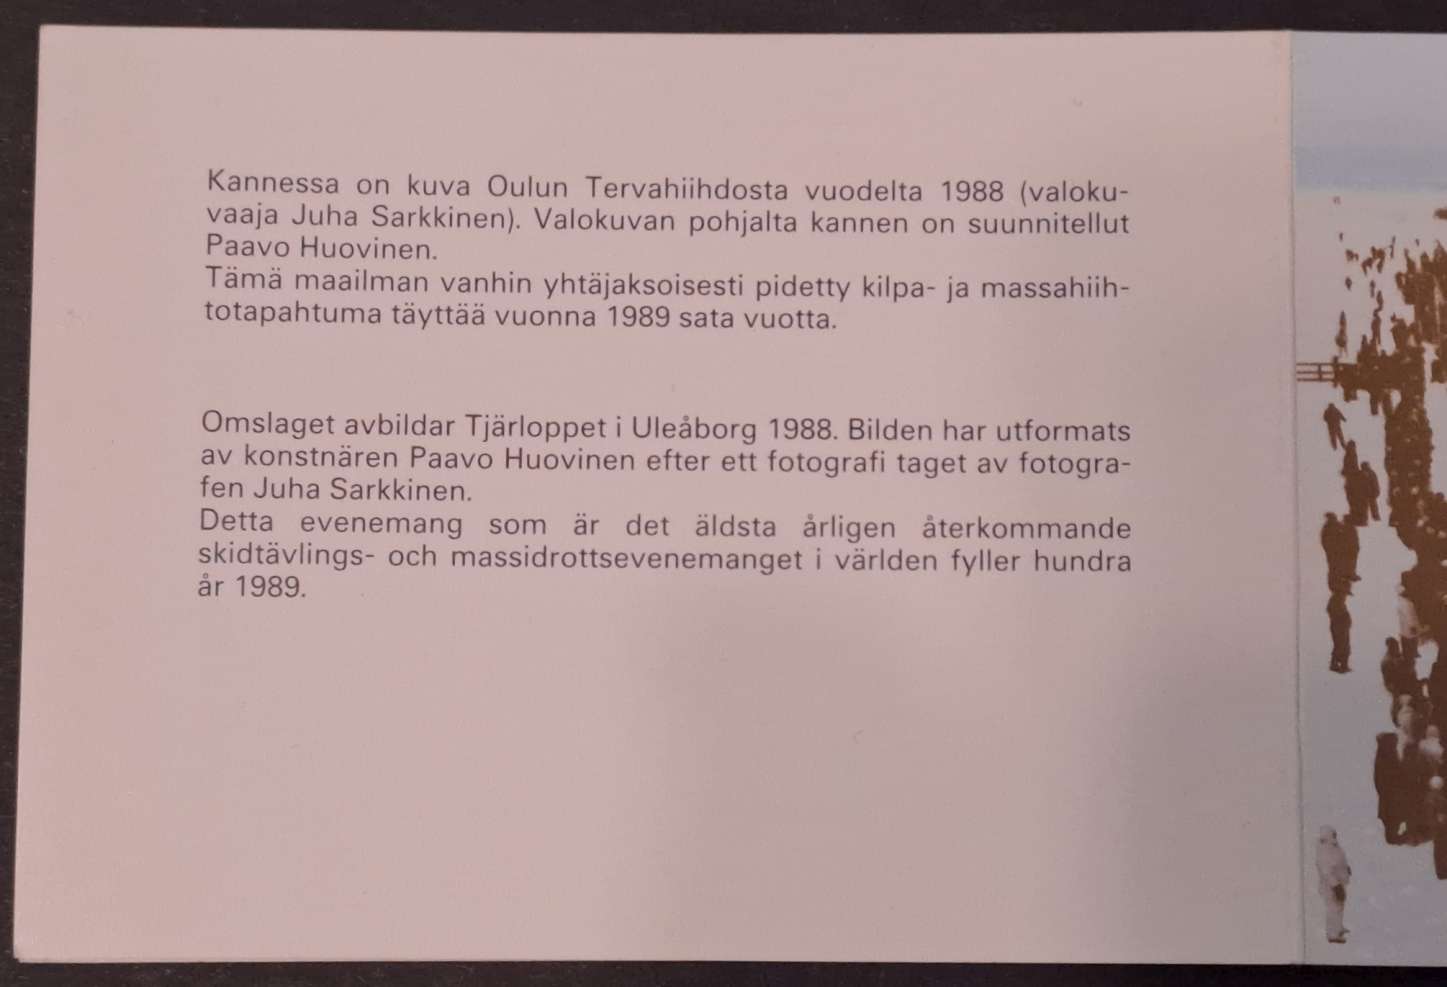 Kannessa on kuva Oulun Tervahiihdosta vuodelta 1988 (valoku-
vaaja Juha Sarkkinen). Valokuvan pohjalta kannen on suunnitellut
Paavo Huovinen.
Tämä maailman vanhin yhtäjaksoisesti pidetty kilpa- ja massahiih-
totapahtuma täyttää vuonna 1989 sata vuotta.
Omslaget avbildar Tjärloppet i Uleåborg 1988. Bilden har utformats
av konstnären Paavo Huovinen efter ett fotografi taget av fotogra-
fen Juha Sarkkinen.
Detta evenemang som är det äldsta årligen återkommande
skidtävlings- och massidrottsevenemanget i världen fyller hundra
år 1989.